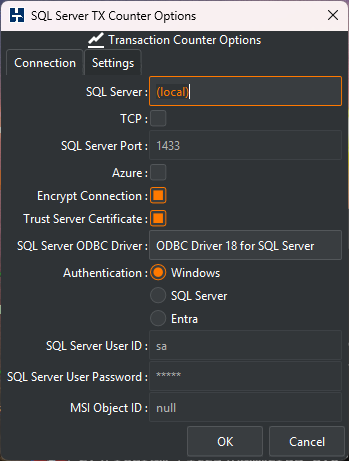 SQL Server TX Counter Options
Transaction Counter Options
Connection Settings
SQL Server : (local)
TCP :
SQL Server Port : 1433
Azure :
Encrypt Connection :
Trust Server Certificate :
SQL Server ODBC Driver : ODBC Driver 18 for SQL Server
Authentication : Windows
SQL Server
Entra
SQL Server User ID : sa
SQL Server User Password : *****
MSI Object ID : null
OK Cancel